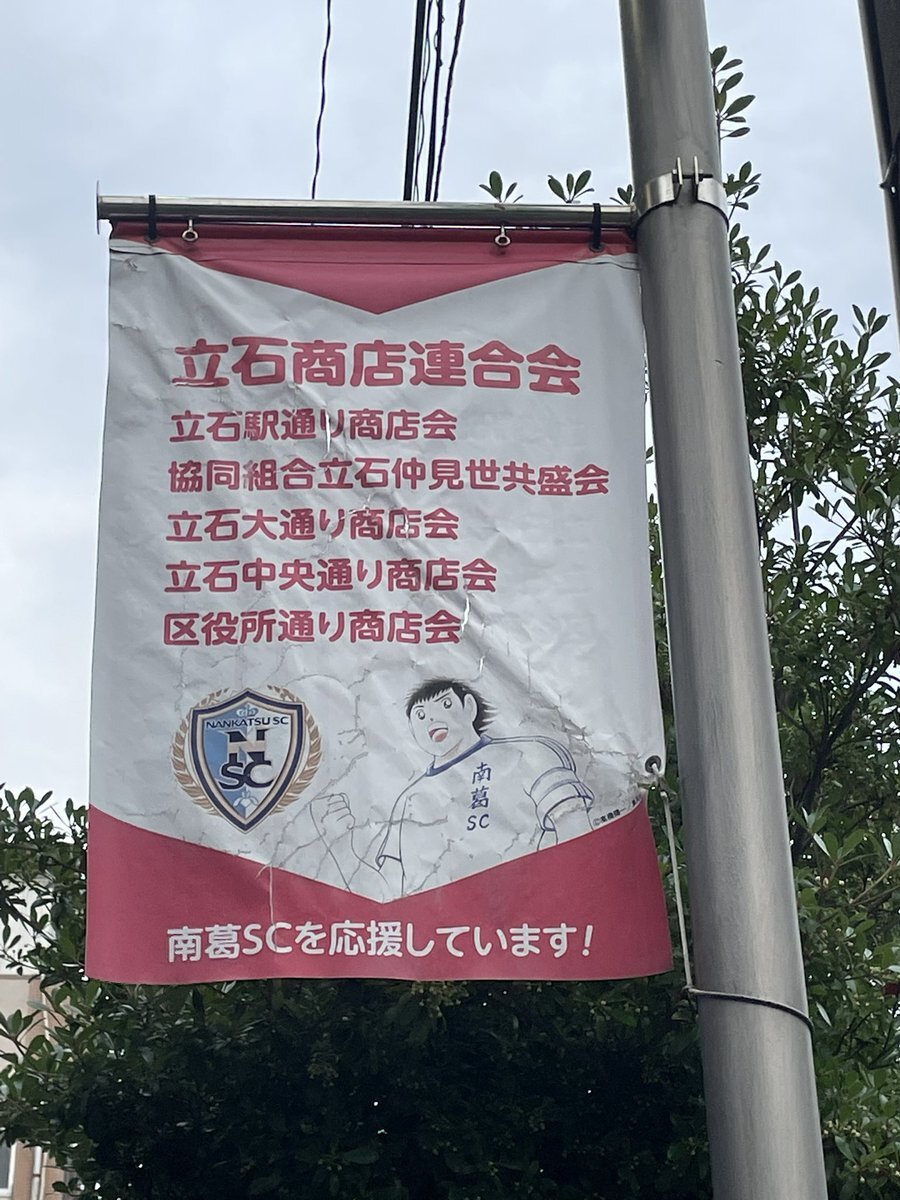 立石商店連合会
立石駅通り商店会
協同組合立石仲見世共盛会
立石大通り商店会
立石中央通り商店会
区役所通り商店会
NANKATSU SC
N
SC
南葛
SC
南葛SCを応援しています!